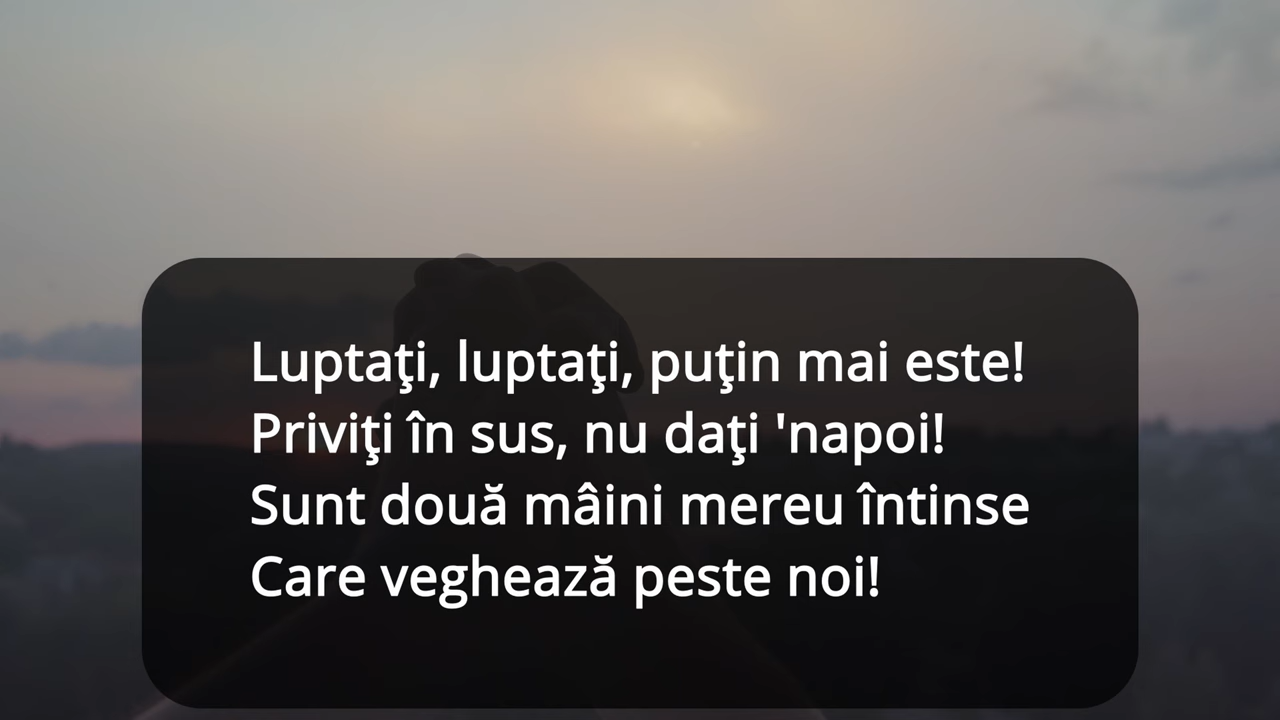 Luptaţi, luptaţi, puţin mai este!
Priviţi în sus, nu daţi 'napoi!
Sunt două mâini mereu întinse
Care veghează peste noi!